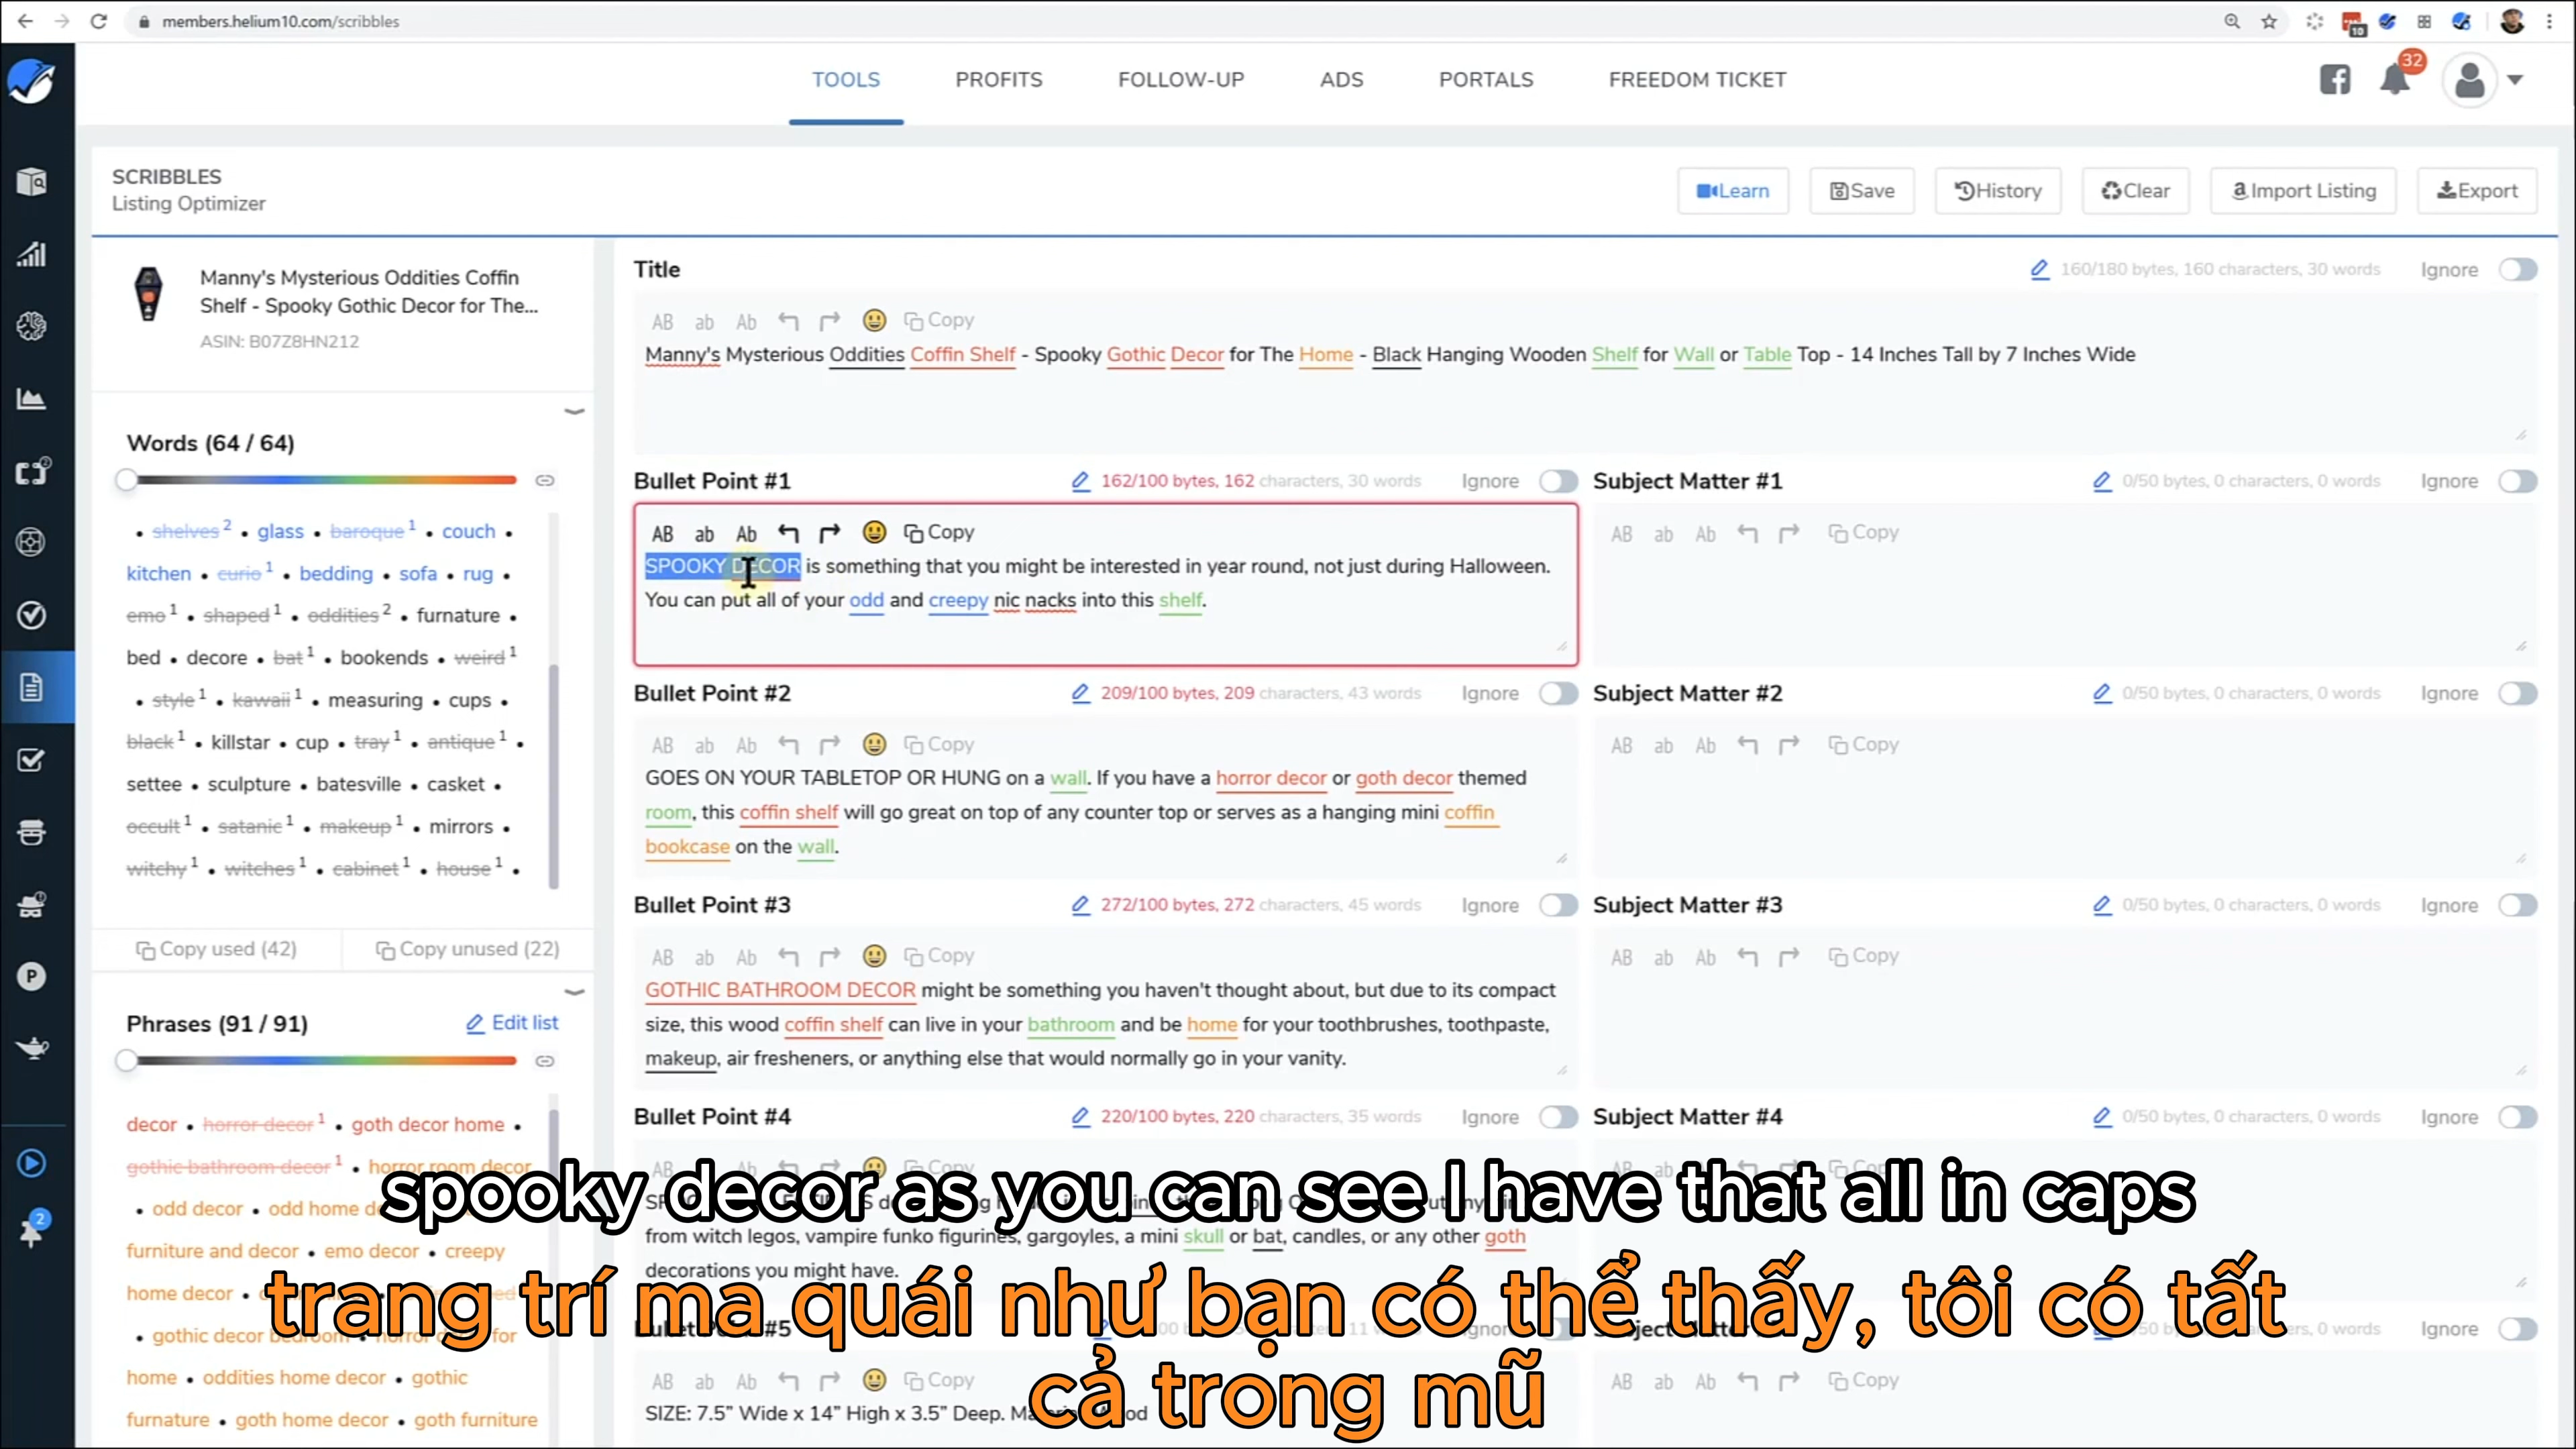 members.helium10.com/scribbles
10
TOOLS
PROFITS
FOLLOW-UP
ADS
PORTALS
FREEDOM TICKET
32
SCRIBBLES
Listing Optimizer
Learn
Save
History
Clear
Import Listing
Export
Manny's Mysterious Oddities Coffin
Shelf - Spooky Gothic Decor for The...
ASIN: B07Z8HN212
Words (64 / 64)
• shelves 2 • glass • baroque 1 • couch •
kitchen • curio 1 • bedding • sofa • rug •
emo 1 • shaped 1 • oddities 2 • furnature •
bed • decore • bat 1 • bookends • weird 1
• style 1 • kawaii 1 • measuring • cups •
black 1 • killstar • cup • tray 1 • antique 1 •
settee • sculpture • batesville • casket •
occult 1 • satanic 1 • makeup 1 • mirrors •
witchy 1 • witches 1 • cabinet 1 • house 1 •
Copy used (42)
Copy unused (22)
Phrases (91 / 91)
Edit list
decor • horror decor 1 • goth decor home •
gothic bathroom decor 1 • horror room decor
• odd decor • odd home
furniture and decor • emo decor • creepy
home decor •
• gothic decor bedroom • horror for
home • oddities home decor • gothic
furnature • goth home decor • goth furniture
2
Title
160/180 bytes, 160 characters, 30 words
Ignore
AB ab Ab Copy
Manny's Mysterious Oddities Coffin Shelf - Spooky Gothic Decor for The Home - Black Hanging Wooden Shelf for Wall or Table Top - 14 Inches Tall by 7 Inches Wide
Bullet Point #1
162/100 bytes, 162 characters, 30 words
Ignore
AB ab Ab Copy
SPOOKY DECOR is something that you might be interested in year round, not just during Halloween.
You can put all of your odd and creepy nic nacks into this shelf.
Subject Matter #1
0/50 bytes, 0 characters, 0 words
Ignore
AB ab Ab Copy
Bullet Point #2
209/100 bytes, 209 characters, 43 words
Ignore
AB ab Ab Copy
GOES ON YOUR TABLETOP OR HUNG on a wall. If you have a horror decor or goth decor themed
room, this coffin shelf will go great on top of any counter top or serves as a hanging mini coffin
bookcase on the wall.
Subject Matter #2
0/50 bytes, 0 characters, 0 words
Ignore
AB ab Ab Copy
Bullet Point #3
272/100 bytes, 272 characters, 45 words
Ignore
AB ab Ab Copy
GOTHIC BATHROOM DECOR might be something you haven't thought about, but due to its compact
size, this wood coffin shelf can live in your bathroom and be home for your toothbrushes, toothpaste,
makeup, air fresheners, or anything else that would normally go in your vanity.
Subject Matter #3
0/50 bytes, 0 characters, 0 words
Ignore
AB ab Ab Copy
Bullet Point #4
220/100 bytes, 220 characters, 35 words
Ignore
from witch legos, vampire funko figurines, gargoyles, a mini skull or bat, candles, or any other goth
decorations you might have.
Subject Matter #4
0/50 bytes, 0 characters, 0 words
Ignore
Ignore
AB ab Ab Copy
SIZE: 7.5” Wide x 14” High x 3.5” Deep.
AB ab Ab Copy
spooky decor as you can see I have that all in caps
trang trí ma quái như bạn có thể thấy, tôi có tất
cả trong mũ